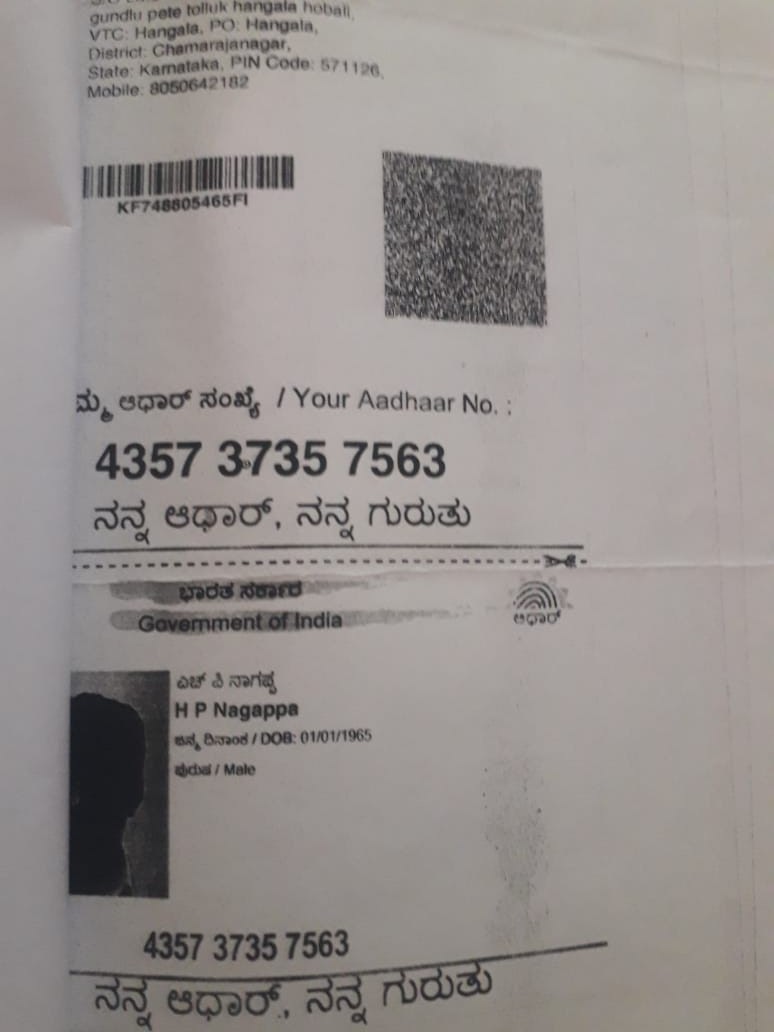 gundlu pete tolluk hangala hobali,
VTC: Hangala, PO: Hangala,
District: Chamarajanagar,
State: Karnataka, PIN Code: 571126,
Mobile: 8050642182
KF748805465FI
ಮ್ಮ ಆಧಾರ್ ಸಂಖ್ಯೆ / Your Aadhaar No. :
4357 3735 7563
ನನ್ನ ಆಧಾರ್, ನನ್ನ ಗುರುತು
ಭಾರತ ಸರ್ಕಾರ
Government of India
ಆಧಾರ್
ಎಚ್ ಪಿ ನಾಗಪ್ಪ
H P Nagappa
ಜನ್ಮ ದಿನಾಂಕ / DOB: 01/01/1965
ಪುರುಷ / Male
4357 3735 7563
ನನ್ನ ಆಧಾರ್, ನನ್ನ ಗುರುತು